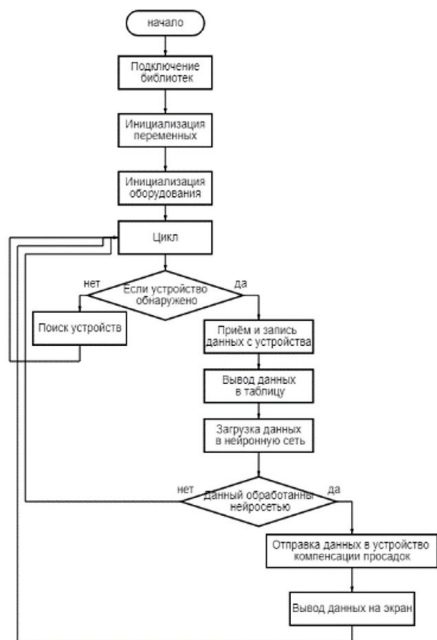 начало
Подключение
библиотек
Инициализация
переменных
Инициализация
оборудования
Цикл
Если устройство
обнаружено
нет
да
Поиск устройств
Приём и запись
данных с устройства
Вывод данных
в таблицу
Загрузка данных
в нейронную сеть
нет
да
Данный обработанны
нейросетью
Отправка данных в устройство
компенсации просадок
Вывод данных на экран